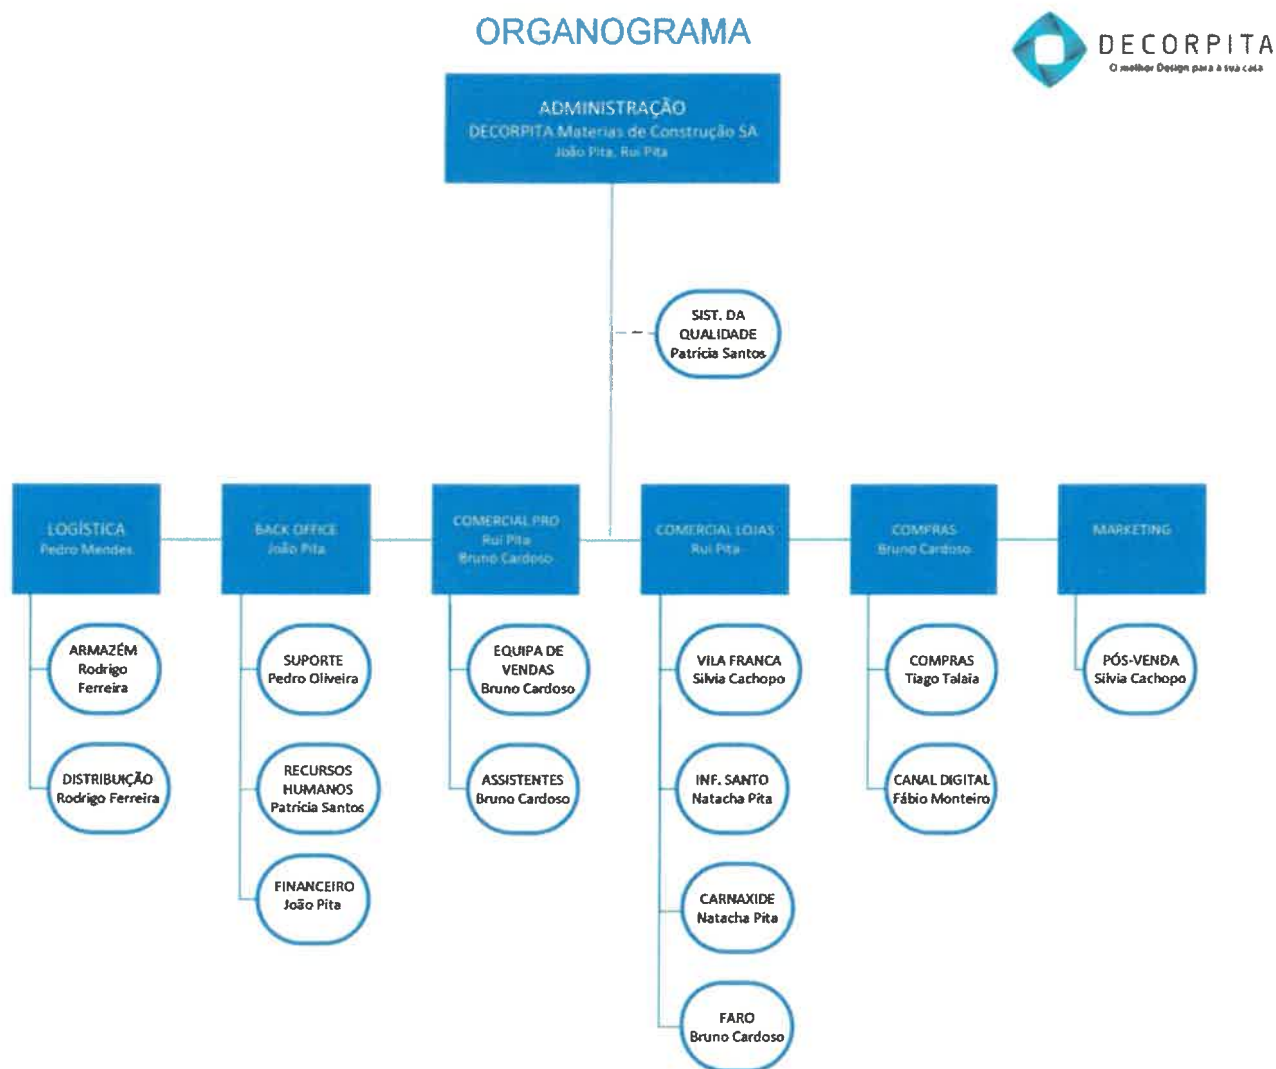 ORGANOGRAMA
DECORPITA
O melhor Design para a sua casa
ADMINISTRAÇÃO
DECORPITA Materias de Construção SA
João Pita, Rui Pita
SIST. DA
QUALIDADE
Patrícia Santos
LOGÍSTICA
Pedro Mendes
BACK OFFICE
João Pita
COMERCIAL PRO
Rui Pita
Bruno Cardoso
COMERCIAL LOJAS
Rui Pita
COMPRAS
Bruno Cardoso
MARKETING
ARMAZÉM
Rodrigo
Ferreira
SUPORTE
Pedro Oliveira
EQUIPA DE
VENDAS
Bruno Cardoso
VILA FRANCA
Silvia Cachopo
COMPRAS
Tiago Talaia
PÓS-VENDA
Silvia Cachopo
DISTRIBUIÇÃO
Rodrigo Ferreira
RECURSOS
HUMANOS
Patrícia Santos
ASSISTENTES
Bruno Cardoso
INF. SANTO
Natacha Pita
CANAL DIGITAL
Fábio Monteiro
FINANCEIRO
João Pita
CARNAXIDE
Natacha Pita
FARO
Bruno Cardoso